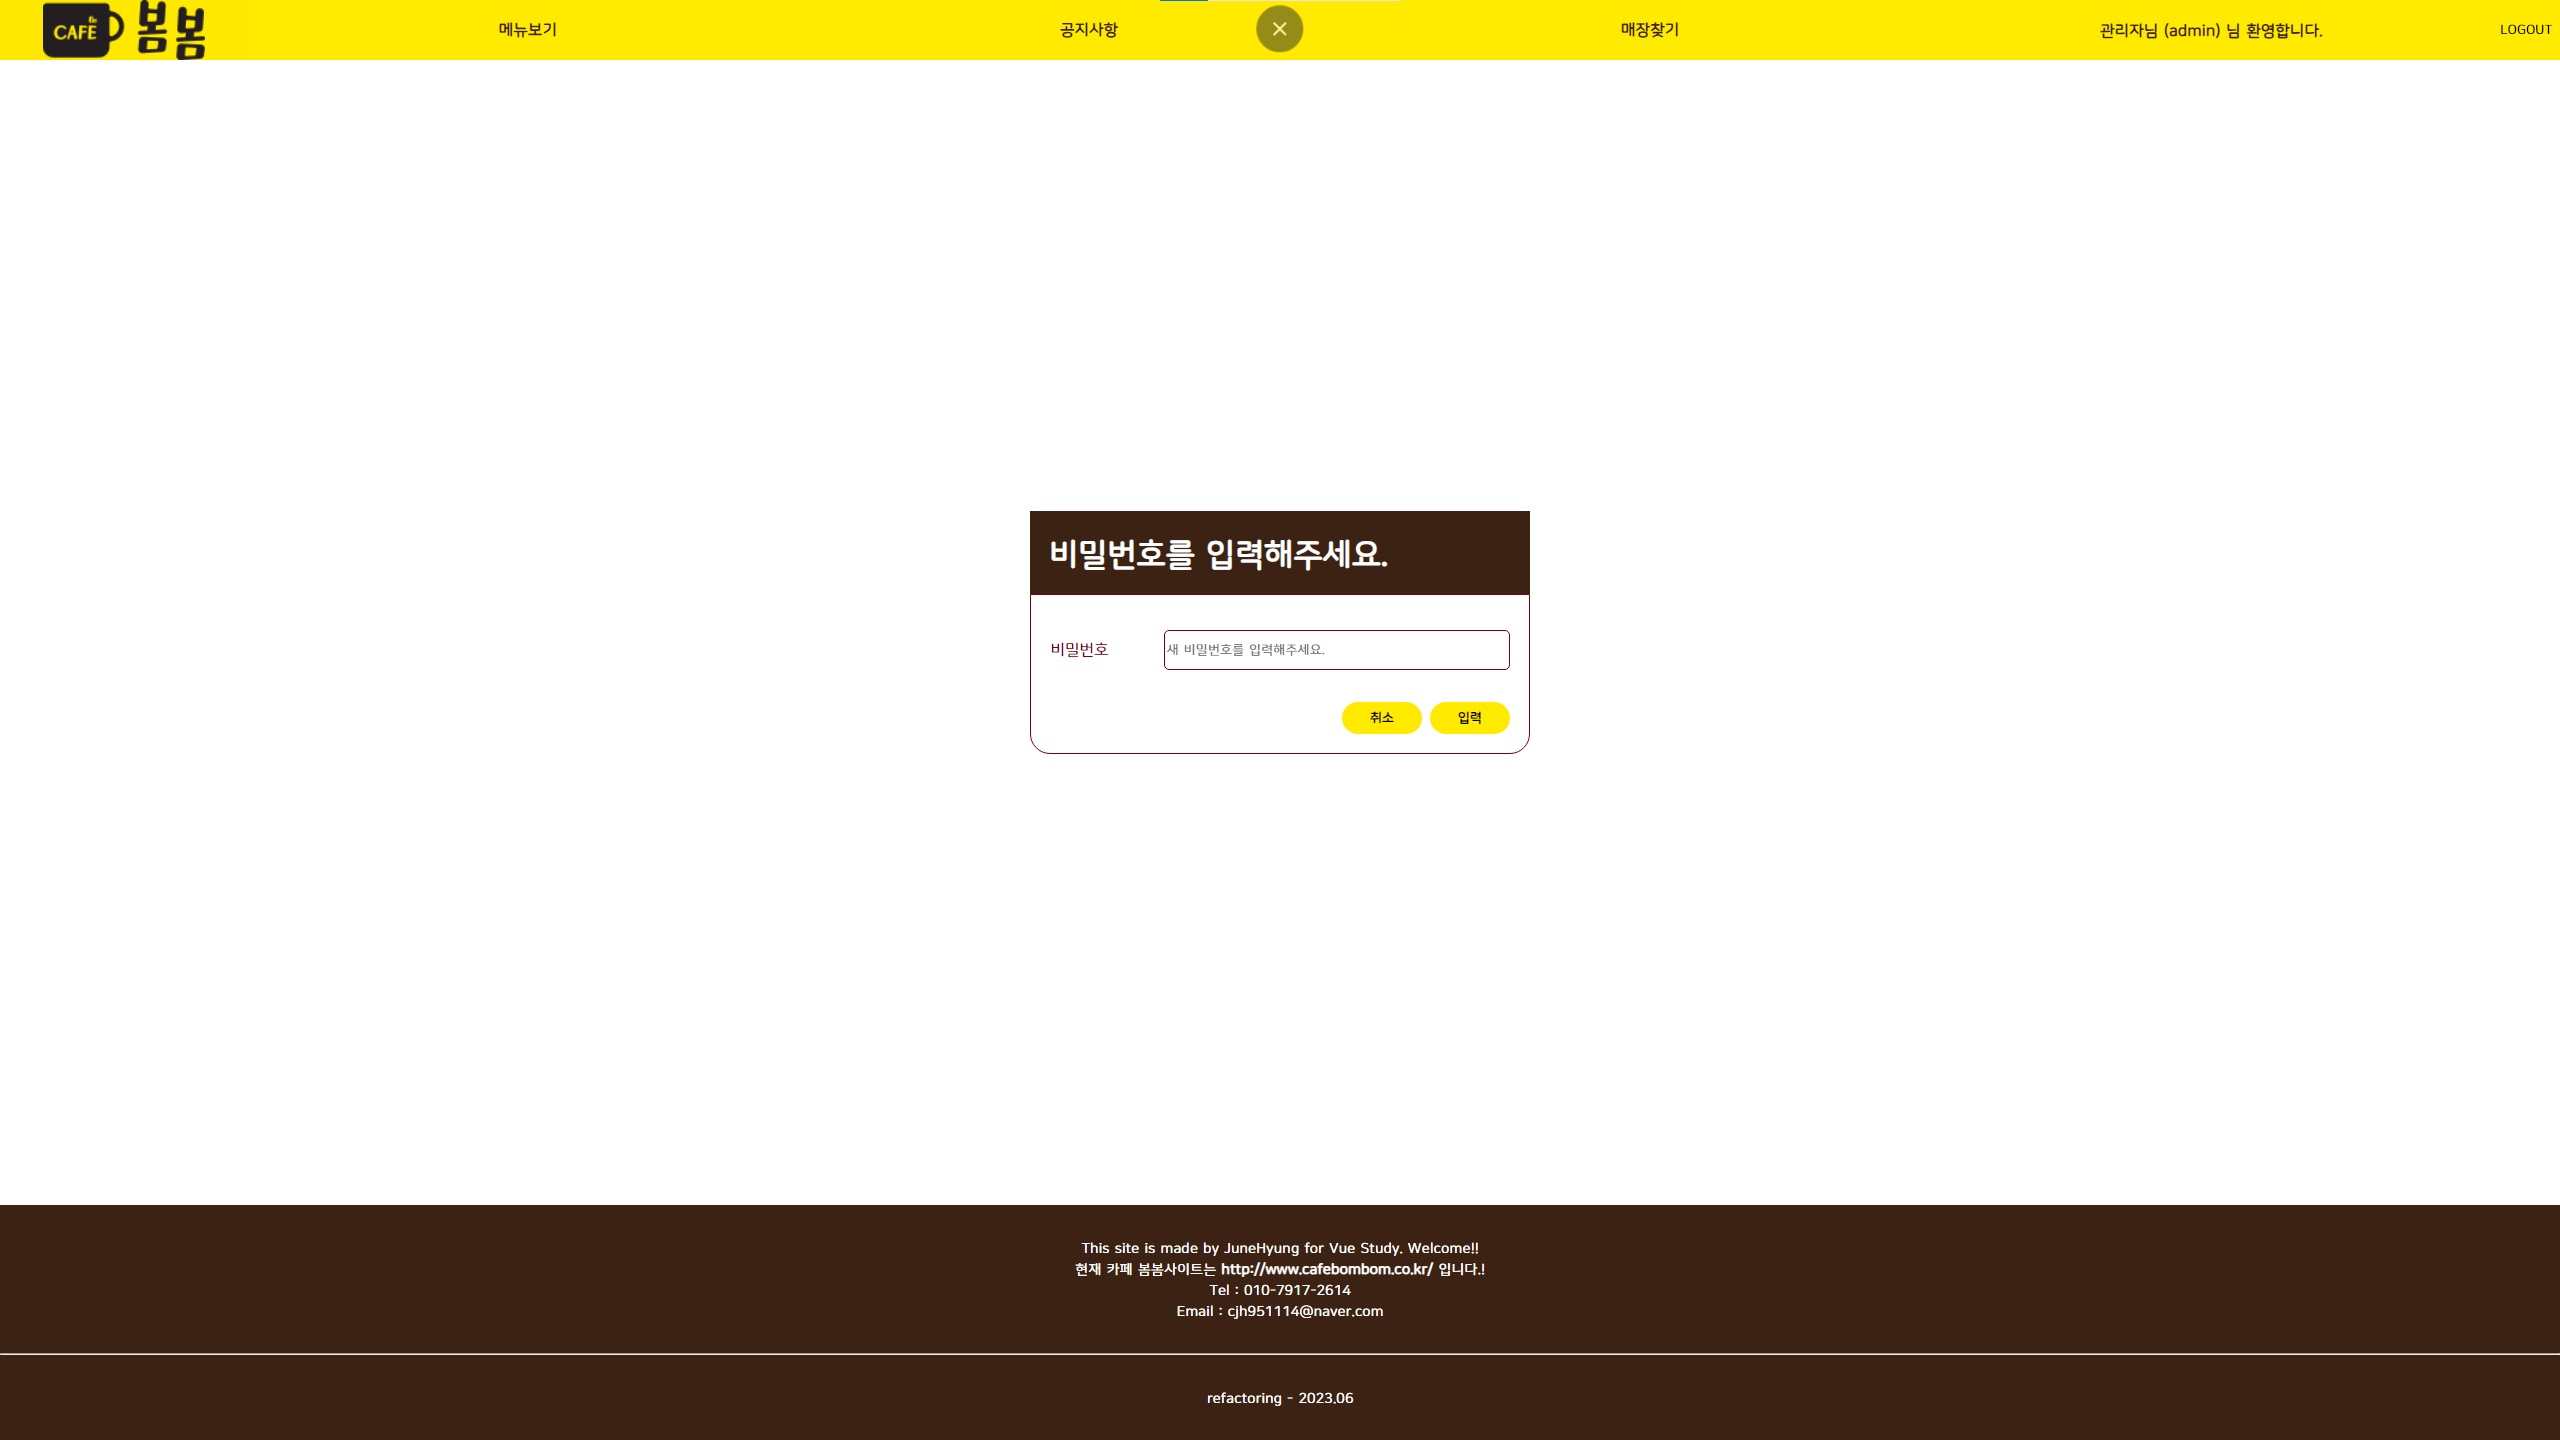 CAFE 봄봄
메뉴보기
공지사항
매장찾기
관리자님 (admin) 님 환영합니다.
LOGOUT
비밀번호를 입력해주세요.
비밀번호
새 비밀번호를 입력해주세요.
취소
입력
This site is made by JuneHyung for Vue Study. Welcome!!
현재 카페 봄봄사이트는 http://www.cafebombom.co.kr/ 입니다.!
Tel : 010-7917-2614
Email : cjh951114@naver.com
refactoring - 2023.06